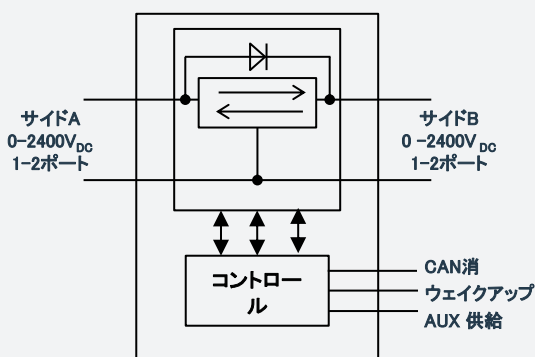 サイドA
0-2400VDC
1-2ポート
サイドB
0 -2400V DC
1-2ポート
コントロー
ル
CAN消
ウェイクアップ
AUX 供給